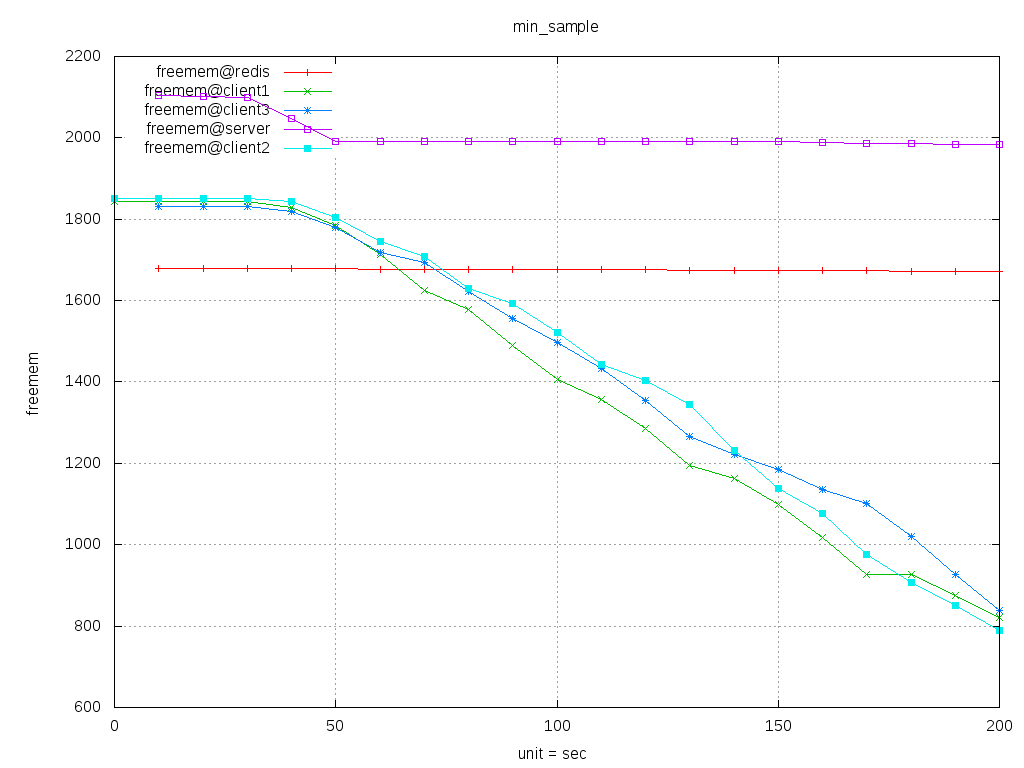 min_sample
2200
2000
1800
1600
1400
1200
1000
800
600
freemem
freemem@redis
freemem@client1
freemem@client3
freemem@server
freemem@client2
0 50 100 150 200
unit = sec